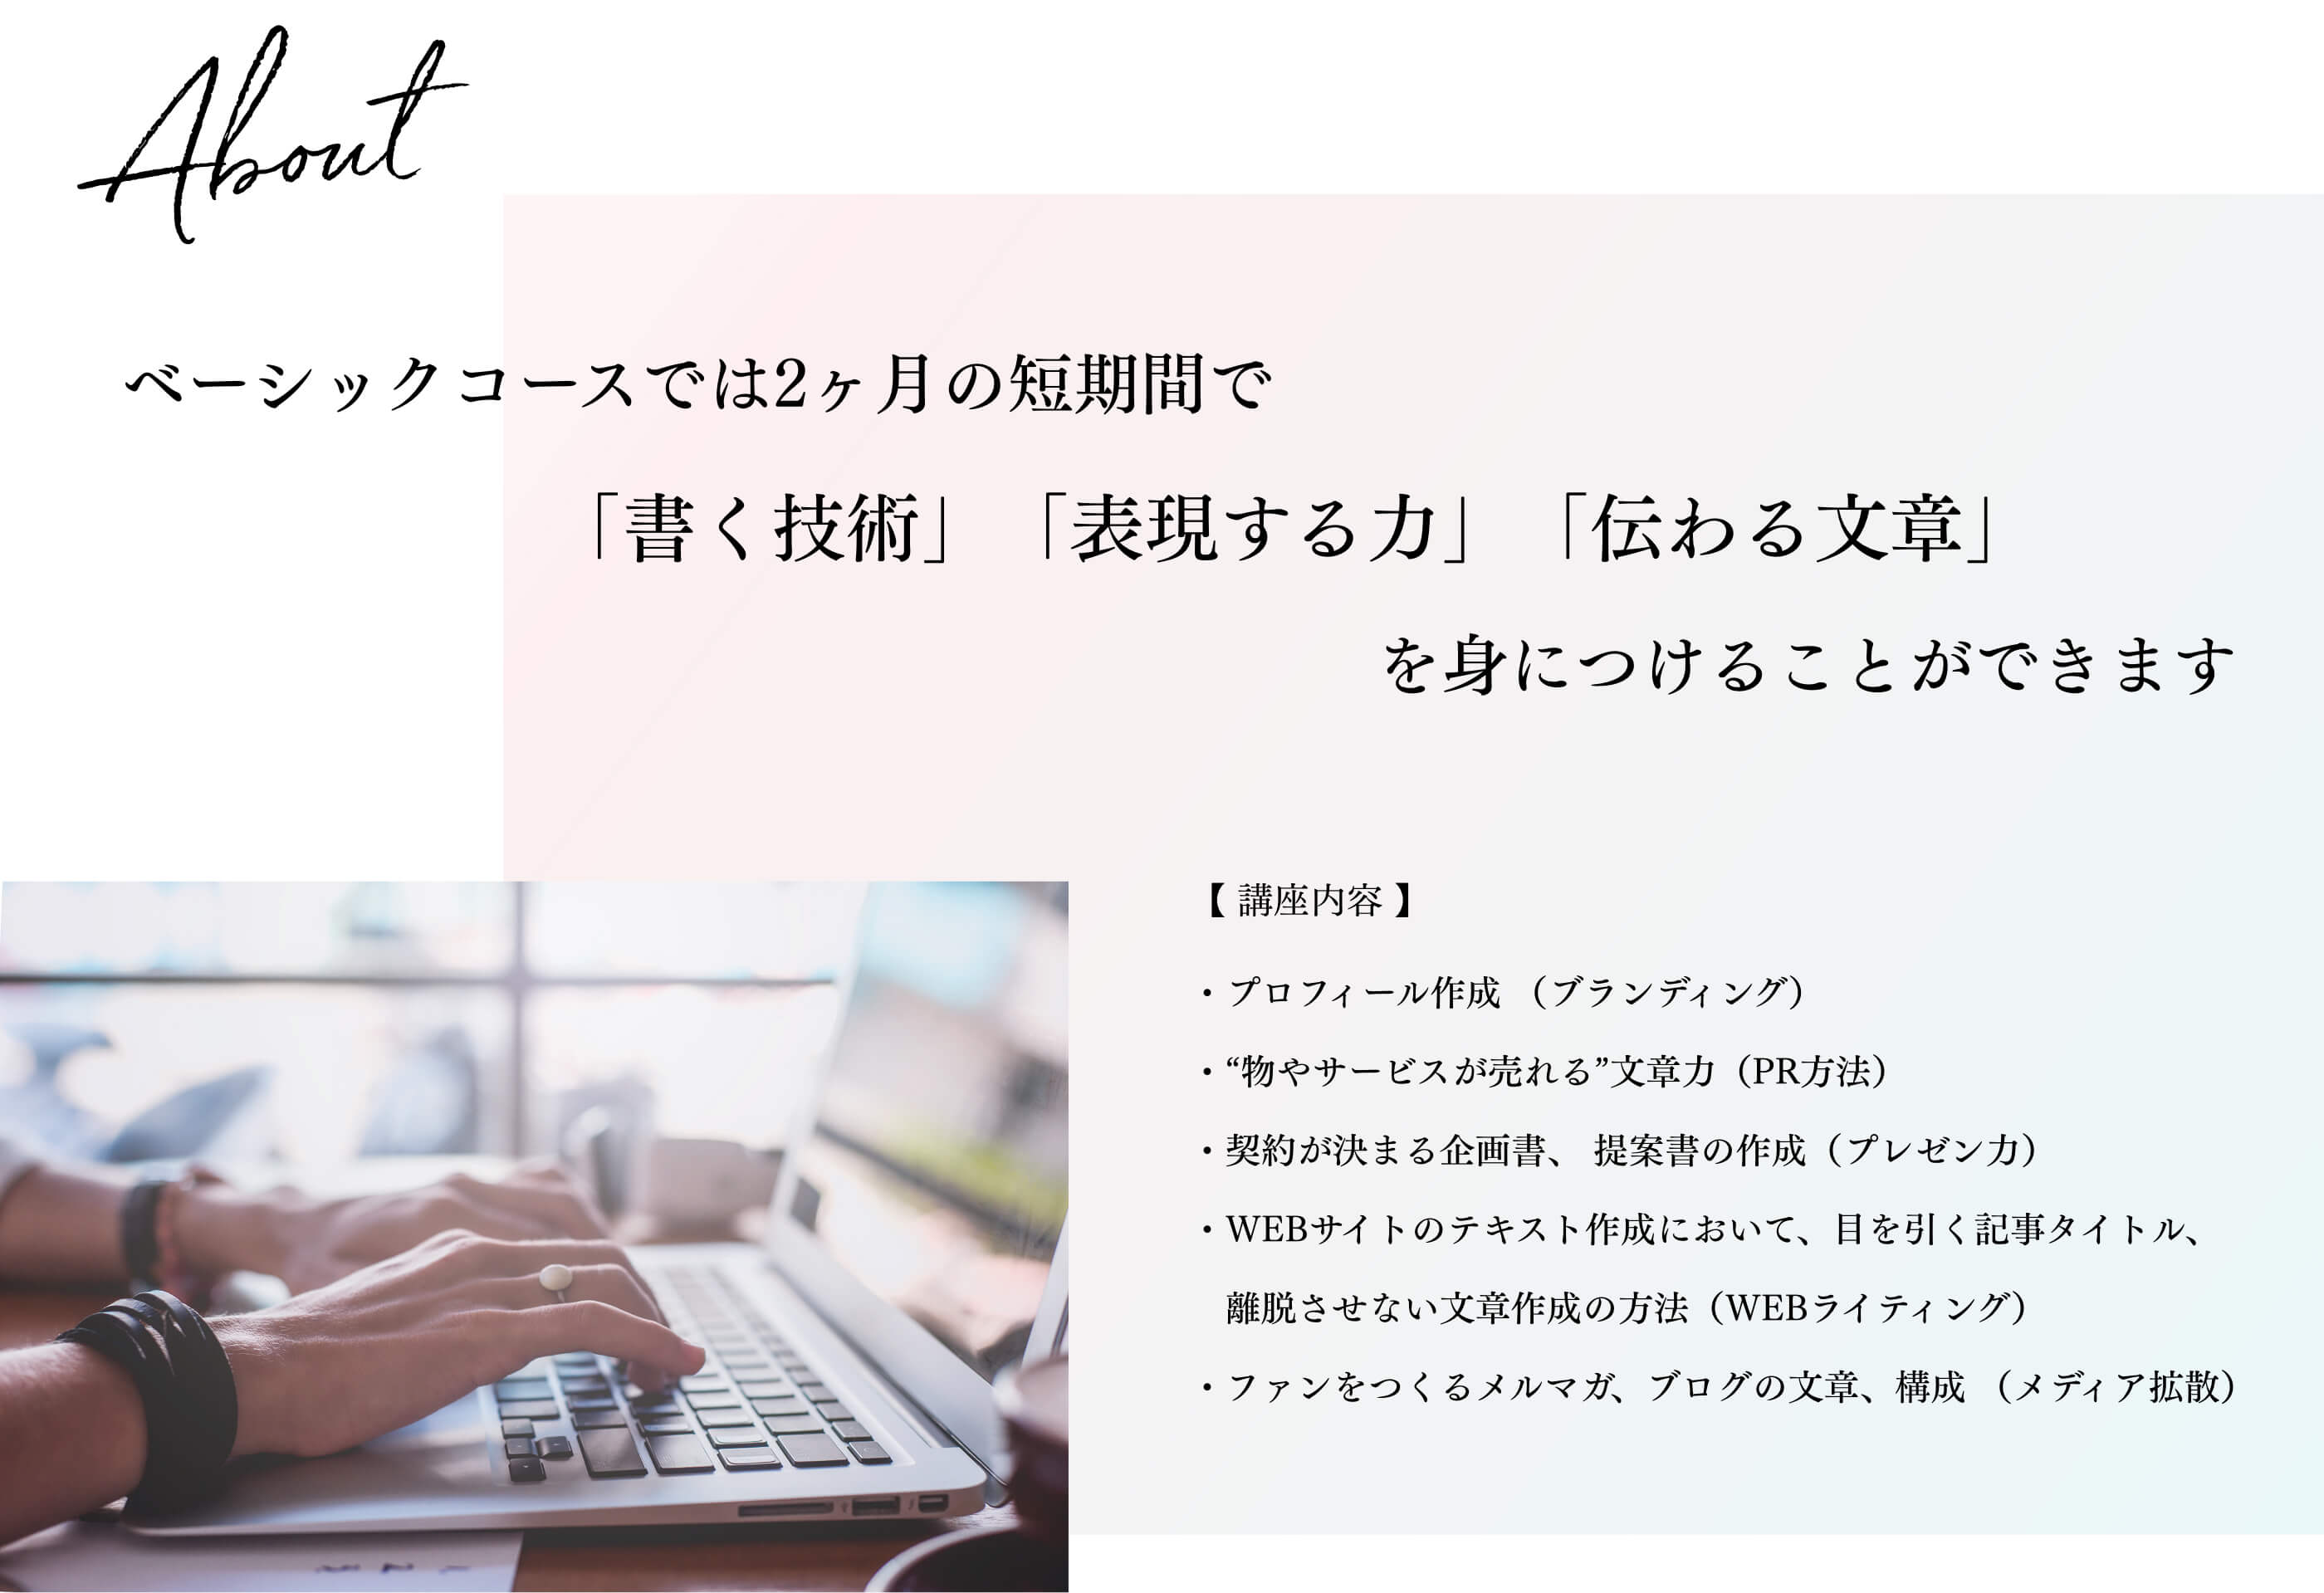 About
ベーシックコースでは2ヶ月の短期間で
「書く技術」「表現する力」「伝わる文章」
を身につけることができます
【 講座内容 】
・プロフィール作成 （ブランディング）
・“物やサービスが売れる”文章力（PR方法）
・契約が決まる企画書、 提案書の作成（プレゼン力）
・WEBサイトのテキスト作成において、目を引く記事タイトル、
離脱させない文章作成の方法（WEBライティング）
・ファンをつくるメルマガ、ブログの文章、構成 （メディア拡散）